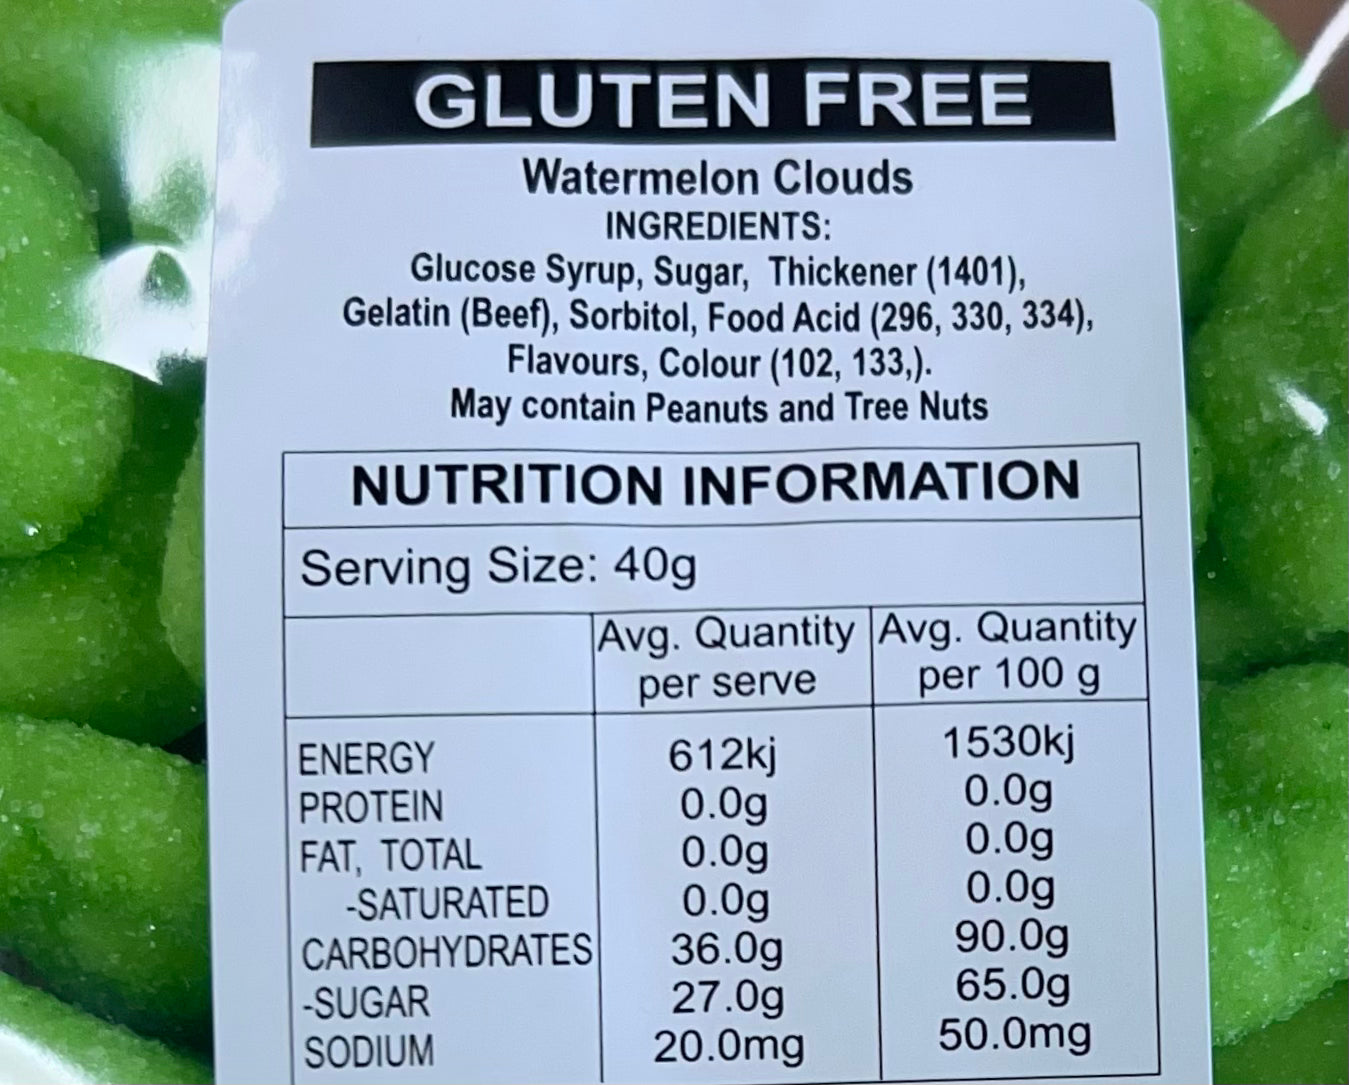 GLUTEN FREE
Watermelon Clouds
INGREDIENTS:
Glucose Syrup, Sugar, Thickener (1401),
Gelatin (Beef), Sorbitol, Food Acid (296, 330, 334),
Flavours, Colour (102, 133,).
May contain Peanuts and Tree Nuts
NUTRITION INFORMATION
Serving Size: 40g
Avg. Quantity per serve Avg. Quantity per 100 g
ENERGY 612kj 1530kj
PROTEIN 0.0g 0.0g
FAT, TOTAL 0.0g 0.0g
-SATURATED 0.0g 0.0g
CARBOHYDRATES 36.0g 90.0g
-SUGAR 27.0g 65.0g
SODIUM 20.0mg 50.0mg